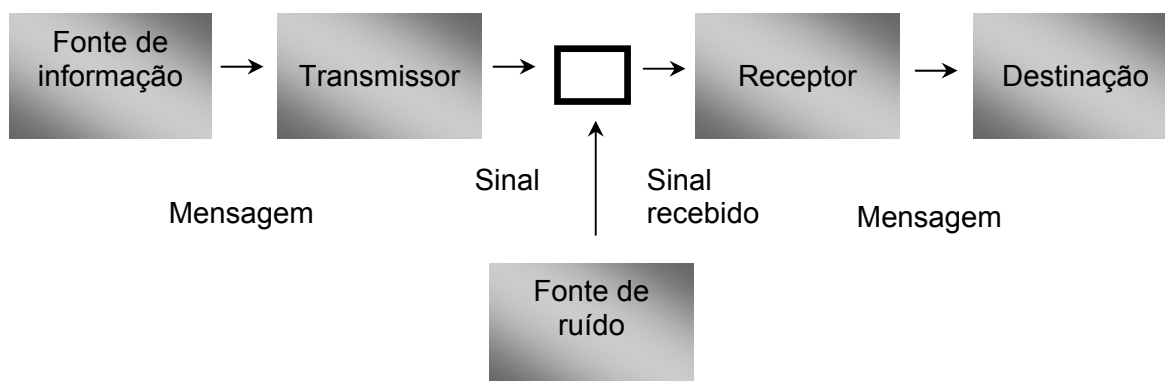 Fonte de
informação
Transmissor
Receptor
Destinação
Sinal
Sinal
recebido
Mensagem
Mensagem
Fonte de
ruído